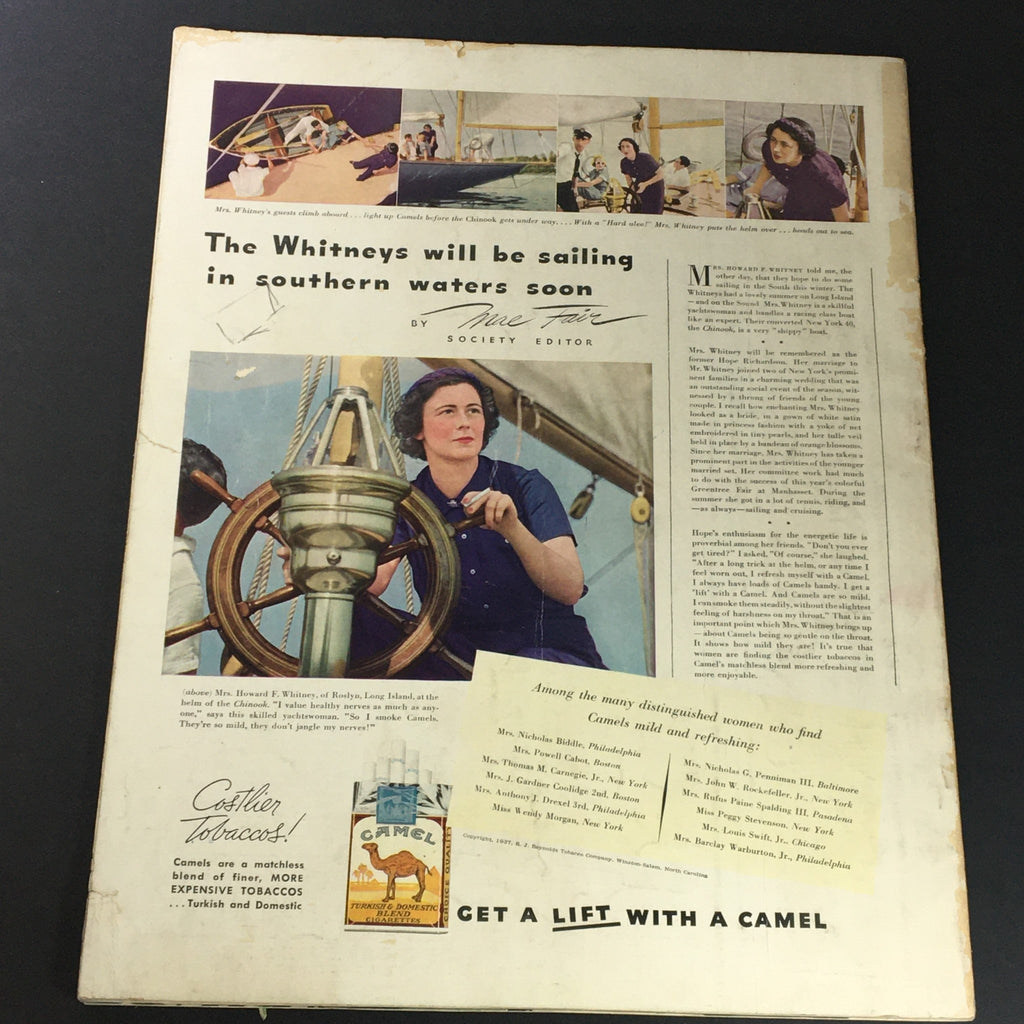 Mrs. Whitney's guests climb aboard . . . light up Camels before the Chinook gets under way. . . . With a "Hard alee!" Mrs. Whitney puts the helm over . . . heads out to sea.
The Whitneys will be sailing
in southern waters soon
BY Mae Fair
SOCIETY EDITOR
MRS. HOWARD F. WHITNEY told me, the
other day, that they hope to do some
sailing in the South this winter. The
Whitneys had a lovely summer on Long Island
—and on the Sound. Mrs. Whitney is a skillful
yachtswoman and handles a racing class boat
like an expert. Their converted New York 40,
the Chinook, is a very "shippy" boat.
Mrs. Whitney will be remembered as the
former Hope Richardson. Her marriage to
Mr. Whitney joined two of New York's promi-
nent families in a charming wedding that was
an outstanding social event of the season, wit-
nessed by a throng of friends of the young
couple. I recall how enchanting Mrs. Whitney
looked as a bride, in a gown of white satin
made in princess fashion with a yoke of net
embroidered in tiny pearls, and her tulle veil
held in place by a bandeau of orange blossoms.
Since her marriage, Mrs. Whitney has taken a
prominent part in the activities of the younger
married set. Her committee work had much
to do with the success of this year's colorful
Greentree Fair at Manhasset. During the
summer she got in a lot of tennis, riding, and
—as always—sailing and cruising.
Hope's enthusiasm for the energetic life is
proverbial among her friends. "Don't you ever
get tired?" I asked. "Of course," she laughed.
"After a long trick at the helm, or any time I
feel worn out, I refresh myself with a Camel.
I always have loads of Camels handy. I get a
'lift' with a Camel. And Camels are so mild,
I can smoke them steadily, without the slightest
feeling of harshness on my throat." That is an
important point which Mrs. Whitney brings up
—about Camels being so gentle on the throat.
It shows how mild they are! It's true that
women are finding the costlier tobaccos in
Camel's matchless blend more refreshing and
more enjoyable.
(above) Mrs. Howard F. Whitney, of Roslyn, Long Island, at the
helm of the Chinook. "I value healthy nerves as much as any-
one," says this skilled yachtswoman. "So I smoke Camels.
They're so mild, they don't jangle my nerves!"
Among the many distinguished women who find
Camels mild and refreshing:
Mrs. Nicholas Biddle, Philadelphia
Mrs. Powell Cabot, Boston
Mrs. Thomas M. Carnegie, Jr., New York
Mrs. J. Gardner Coolidge 2nd, Boston
Mrs. Anthony J. Drexel 3rd, Philadelphia
Miss Wendy Morgan, New York
Mrs. Nicholas G. Penniman III, Baltimore
Mrs. John W. Rockefeller, Jr., New York
Mrs. Rufus Paine Spalding III, Pasadena
Miss Peggy Stevenson, New York
Mrs. Louis Swift, Jr., Chicago
Mrs. Barclay Warburton, Jr., Philadelphia
Copyright, 1937, R. J. Reynolds Tobacco Company, Winston-Salem, North Carolina
Costlier
Tobaccos!
Camels are a matchless
blend of finer, MORE
EXPENSIVE TOBACCOS
. . . Turkish and Domestic
CAMEL
TURKISH & DOMESTIC
BLEND
CIGARETTES
CHOICE QUALITY
GET A LIFT WITH A CAMEL